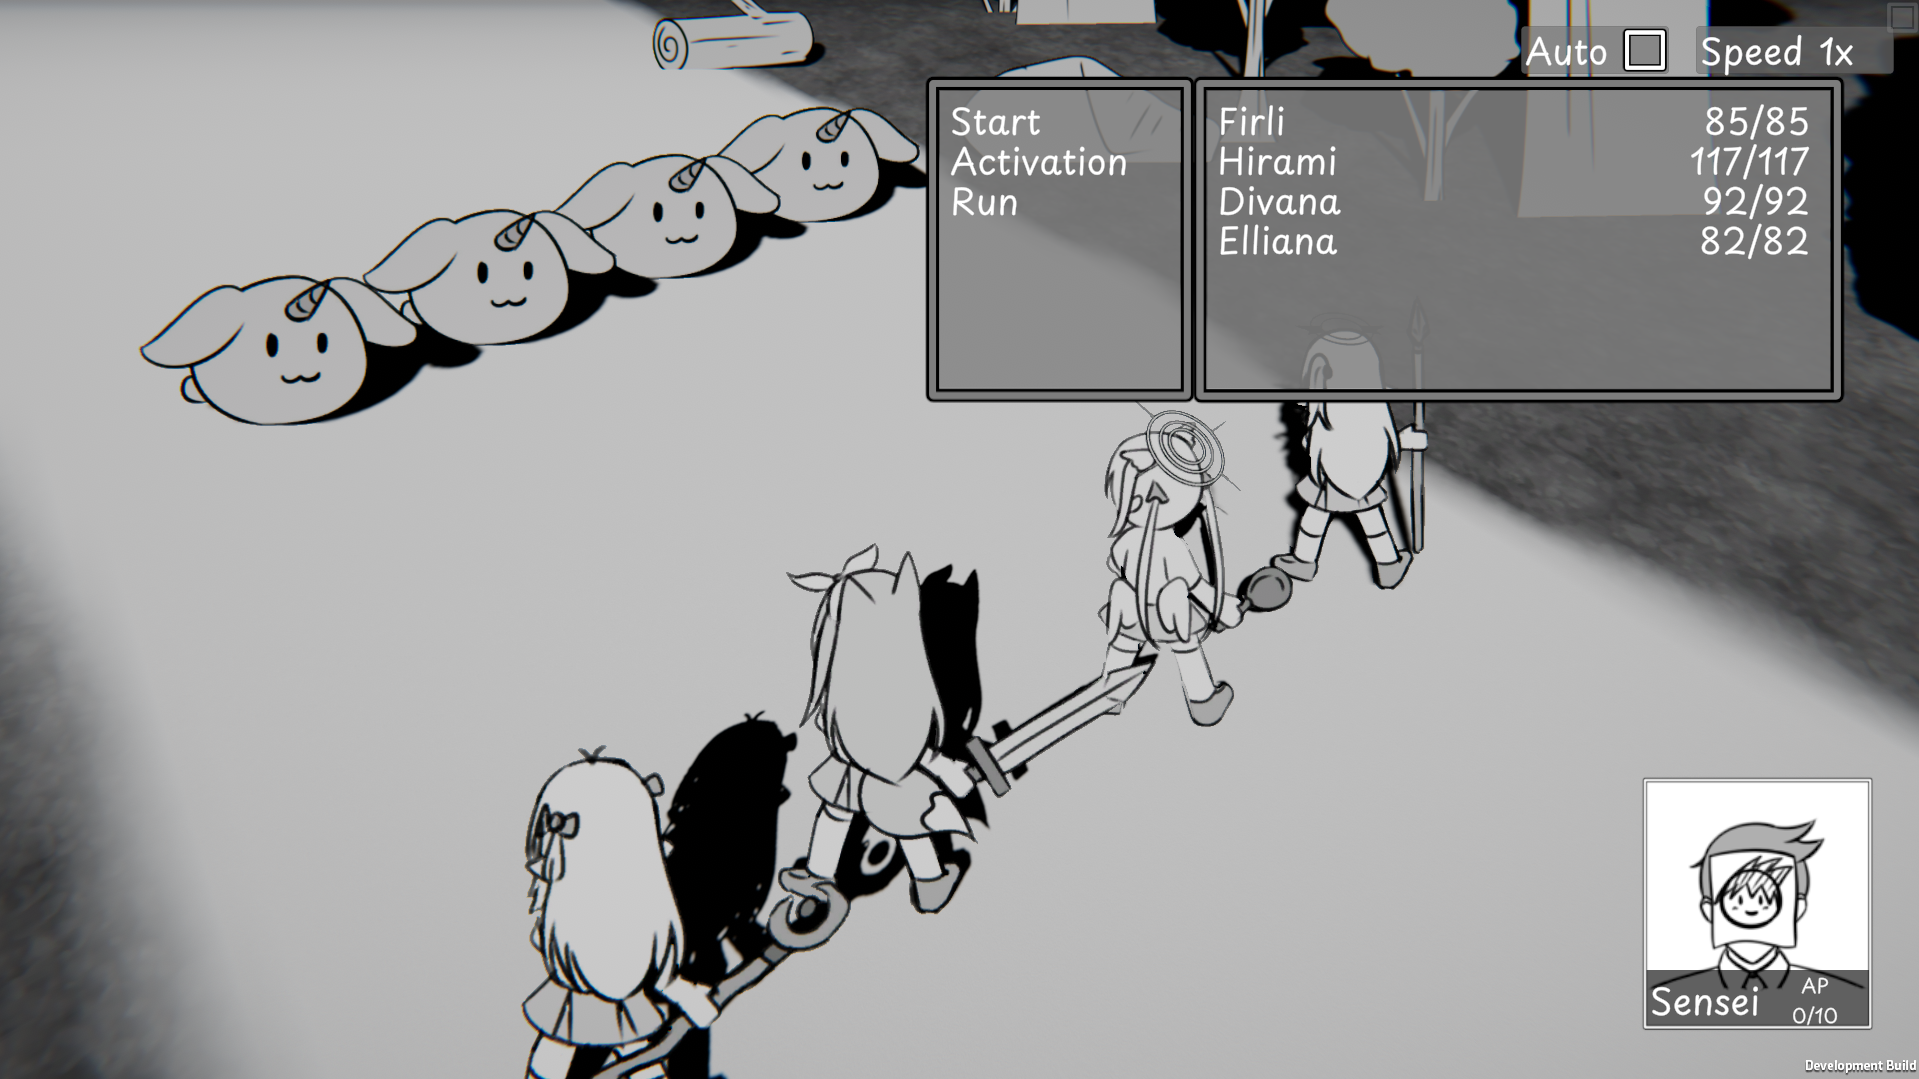 Auto
Speed 1x
Start
Activation
Run
Firli 85/85
Hirami 117/117
Divana 92/92
Elliana 82/82
Sensei
AP
0/10
Development Build